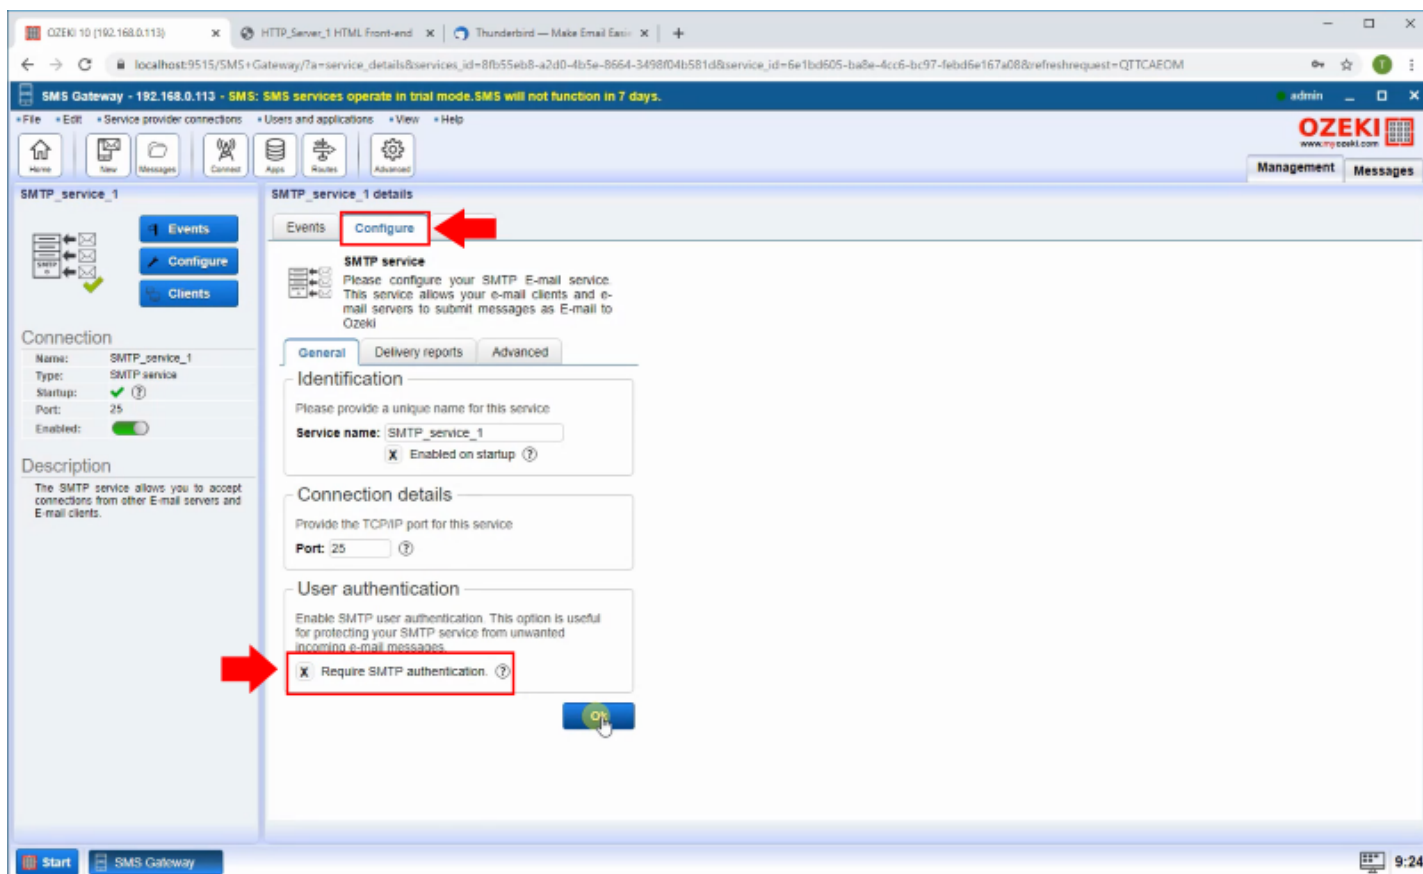 OZEKI 10 (192.168.0.113)
HTTP_Server_1 HTML Front-end
Thunderbird — Make Email Easi
localhost:9515/SMS+Gateway/?a=service_details&services_id=8fb55eb8-a2d0-4b5e-8664-3498f04b581d&service_id=6e1bd605-ba8e-4cc6-bc97-febd6e167a08&refreshrequest=QTTCAEOM
T
SMS Gateway - 192.168.0.113 - SMS: SMS services operate in trial mode.SMS will not function in 7 days.
admin
File Edit Service provider connections Users and applications View Help
OZEKI
www.myozeki.com
Home New Messages Connect Apps Routes Advanced
Management Messages
SMTP_service_1
Events
Configure
Clients
SMTP
Connection
Name: SMTP_service_1
Type: SMTP service
Startup: ?
Port: 25
Enabled:
Description
The SMTP service allows you to accept
connections from other E-mail servers and
E-mail clients.
SMTP_service_1 details
Events Configure
SMTP service
Please configure your SMTP E-mail service.
This service allows your e-mail clients and e-
mail servers to submit messages as E-mail to
Ozeki
General Delivery reports Advanced
Identification
Please provide a unique name for this service
Service name: SMTP_service_1
X Enabled on startup ?
Connection details
Provide the TCP/IP port for this service
Port: 25 ?
User authentication
Enable SMTP user authentication. This option is useful
for protecting your SMTP service from unwanted
incoming e-mail messages.
X Require SMTP authentication. ?
Ok
Start SMS Gateway
9:24